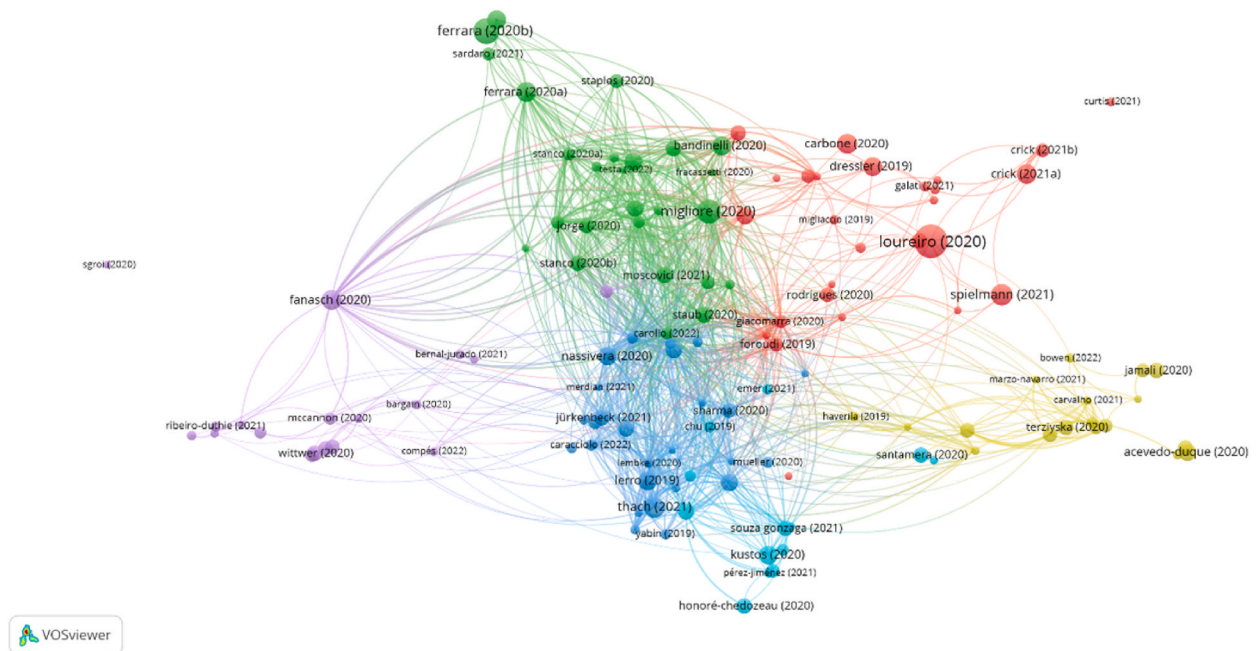 ferrara (2020b)
sardaro (2021)
staples (2020)
ferrara (2020a)
curtis (2021)
bandinelli (2020)
carbone (2020)
crick (2021b)
stanco (2020a)
testa (2022)
fracassetti (2020)
dressler (2019)
crick (2021a)
galati (2021)
migliore (2020)
migliaccio (2019)
jorge (2020)
loureiro (2020)
sgroi (2020)
stanco (2020b)
moscovici (2021)
fanasch (2020)
rodrigues (2020)
spielmann (2021)
staub (2020)
giacomarra (2020)
carollo (2022)
foroudi (2019)
bernal-jurado (2021)
nassivera (2020)
bowen (2022)
jamali (2020)
merdian (2021)
emer (2021)
marzo-navarro (2021)
bargain (2020)
carvalho (2021)
mccannon (2020)
jürkenbeck (2021)
sharma (2020)
haverila (2019)
ribeiro-duthie (2021)
chu (2019)
terziyska (2020)
wittwer (2020)
compés (2022)
caracciolo (2022)
santamera (2020)
acevedo-duque (2020)
lembke (2020)
mueller (2020)
lerro (2019)
thach (2021)
yabin (2019)
souza gonzaga (2021)
kustos (2020)
pérez-jiménez (2021)
honoré-chedozeau (2020)
VOSviewer